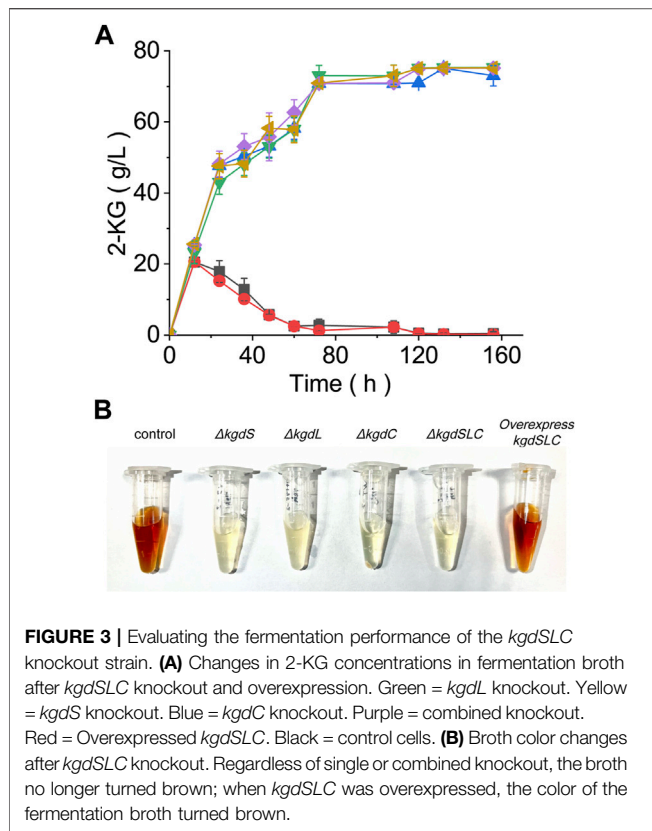 A
80
60
40
20
0
2-KG ( g/L )
0 40 80 120 160
Time ( h )
B
control ΔkgdS ΔkgdL ΔkgdC ΔkgdSLC Overexpress
kgdSLC
FIGURE 3 | Evaluating the fermentation performance of the kgdSLC
knockout strain. (A) Changes in 2-KG concentrations in fermentation broth
after kgdSLC knockout and overexpression. Green = kgdL knockout. Yellow
= kgdS knockout. Blue = kgdC knockout. Purple = combined knockout.
Red = Overexpressed kgdSLC. Black = control cells. (B) Broth color changes
after kgdSLC knockout. Regardless of single or combined knockout, the broth
no longer turned brown; when kgdSLC was overexpressed, the color of the
fermentation broth turned brown.